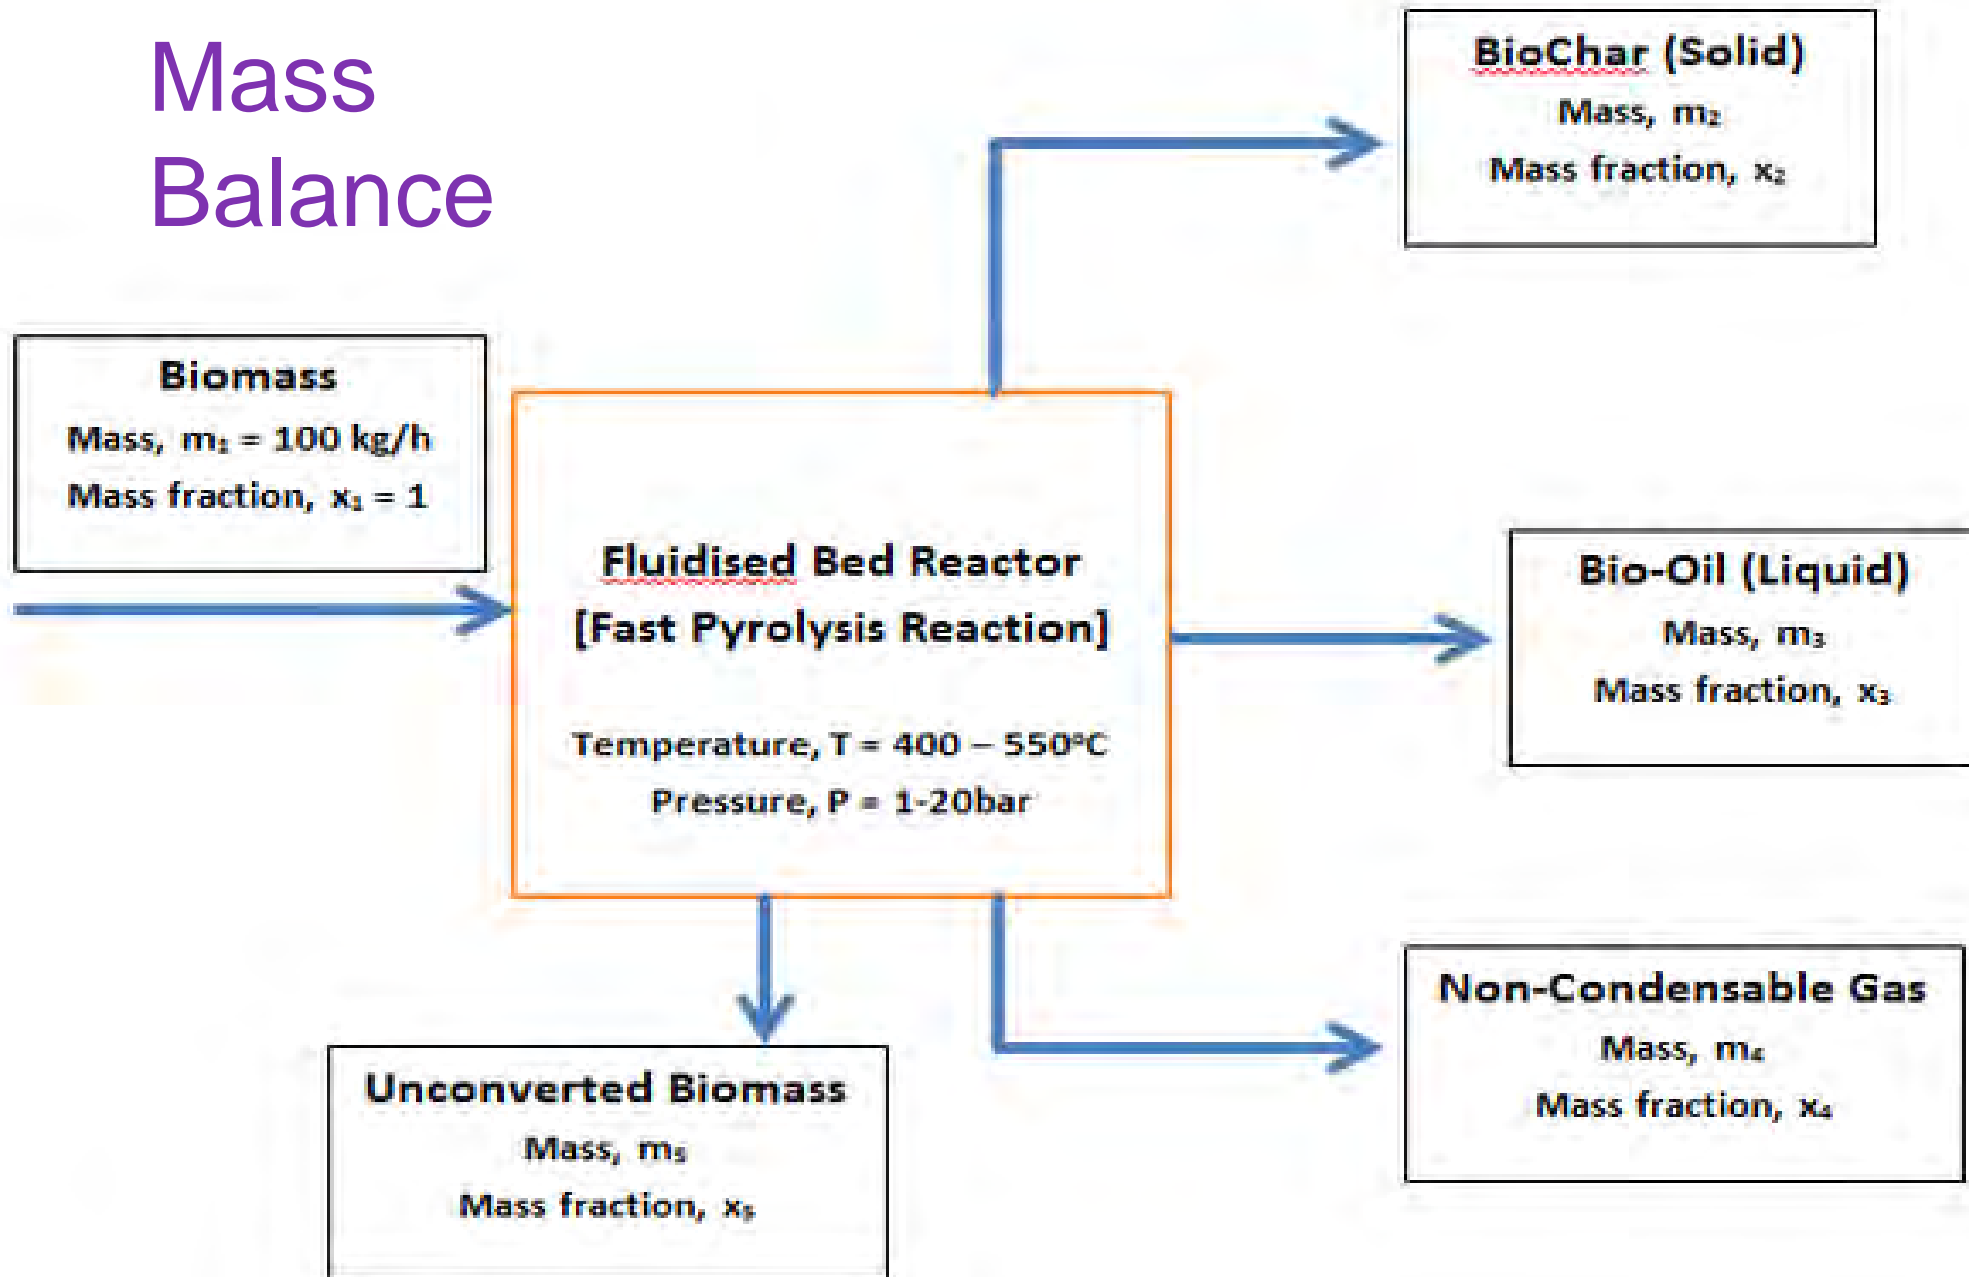 Mass
Balance
BioChar (Solid)
Mass, m₂
Mass fraction, x₂
Biomass
Mass, m₁ = 100 kg/h
Mass fraction, x₁ = 1
Fluidised Bed Reactor
[Fast Pyrolysis Reaction]
Temperature, T = 400 – 550°C
Pressure, P = 1-20bar
Bio-Oil (Liquid)
Mass, m₃
Mass fraction, x₃
Non-Condensable Gas
Mass, m₄
Mass fraction, x₄
Unconverted Biomass
Mass, m₅
Mass fraction, x₅